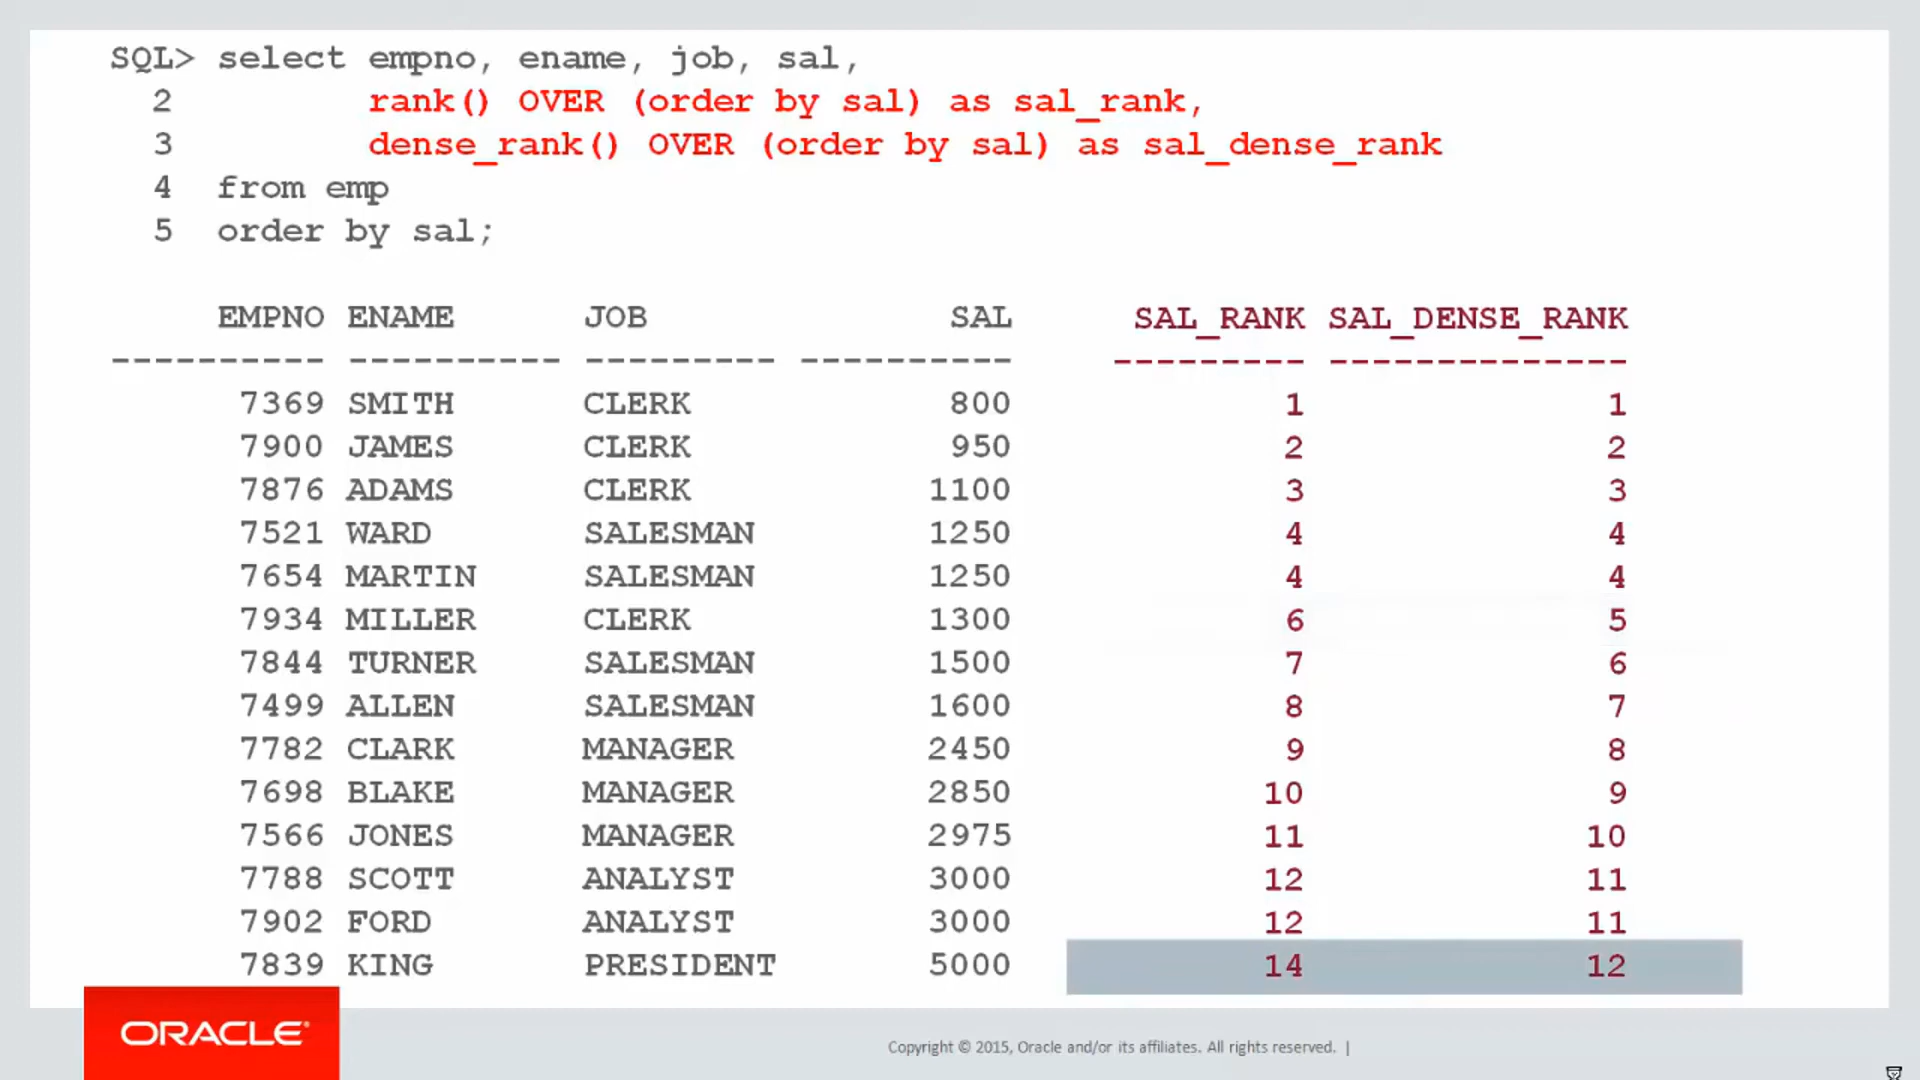 SQL> select empno, ename, job, sal,
2 rank() OVER (order by sal) as sal_rank,
3 dense_rank() OVER (order by sal) as sal_dense_rank
4 from emp
5 order by sal;
EMPNO ENAME JOB SAL SAL_RANK SAL_DENSE_RANK
---------- ---------- --------- ---------- --------- --------------
7369 SMITH CLERK 800 1 1
7900 JAMES CLERK 950 2 2
7876 ADAMS CLERK 1100 3 3
7521 WARD SALESMAN 1250 4 4
7654 MARTIN SALESMAN 1250 4 4
7934 MILLER CLERK 1300 6 5
7844 TURNER SALESMAN 1500 7 6
7499 ALLEN SALESMAN 1600 8 7
7782 CLARK MANAGER 2450 9 8
7698 BLAKE MANAGER 2850 10 9
7566 JONES MANAGER 2975 11 10
7788 SCOTT ANALYST 3000 12 11
7902 FORD ANALYST 3000 12 11
7839 KING PRESIDENT 5000 14 12
ORACLE®
Copyright © 2015, Oracle and/or its affiliates. All rights reserved. |